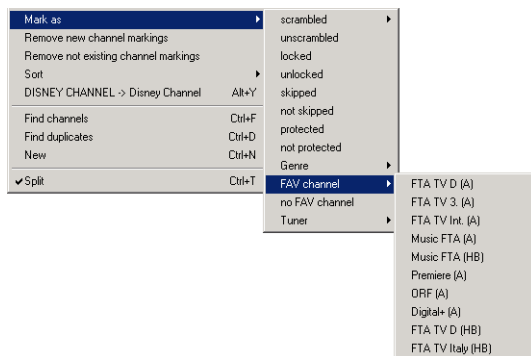 Mark as
Remove new channel markings
Remove not existing channel markings
Sort
DISNEY CHANNEL -> Disney Channel Alt+Y
Find channels Ctrl+F
Find duplicates Ctrl+D
New Ctrl+N
Split Ctrl+T
scrambled
unscrambled
locked
unlocked
skipped
not skipped
protected
not protected
Genre
FAV channel
no FAV channel
Tuner
FTA TV D (A)
FTA TV 3. (A)
FTA TV Int. (A)
Music FTA (A)
Music FTA (HB)
Premiere (A)
ORF (A)
Digital+ (A)
FTA TV D (HB)
FTA TV Italy (HB)